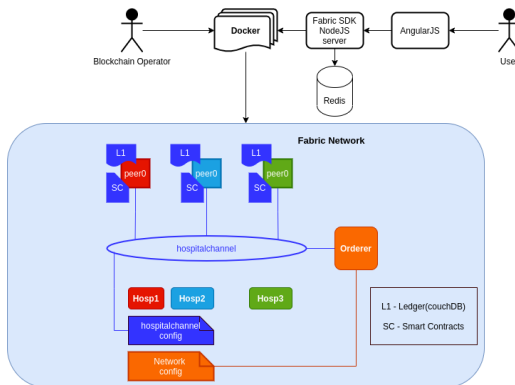 Blockchain Operator
Docker
Fabric SDK
NodeJS
server
AngularJS
Redis
Fabric Network
L1
peer0
SC
L1
peer0
SC
L1
peer0
SC
hospitalchannel
Orderer
Hosp1
Hosp2
Hosp3
hospitalchannel
config
Network
config
L1 - Ledger(couchDB)
SC - Smart Contracts